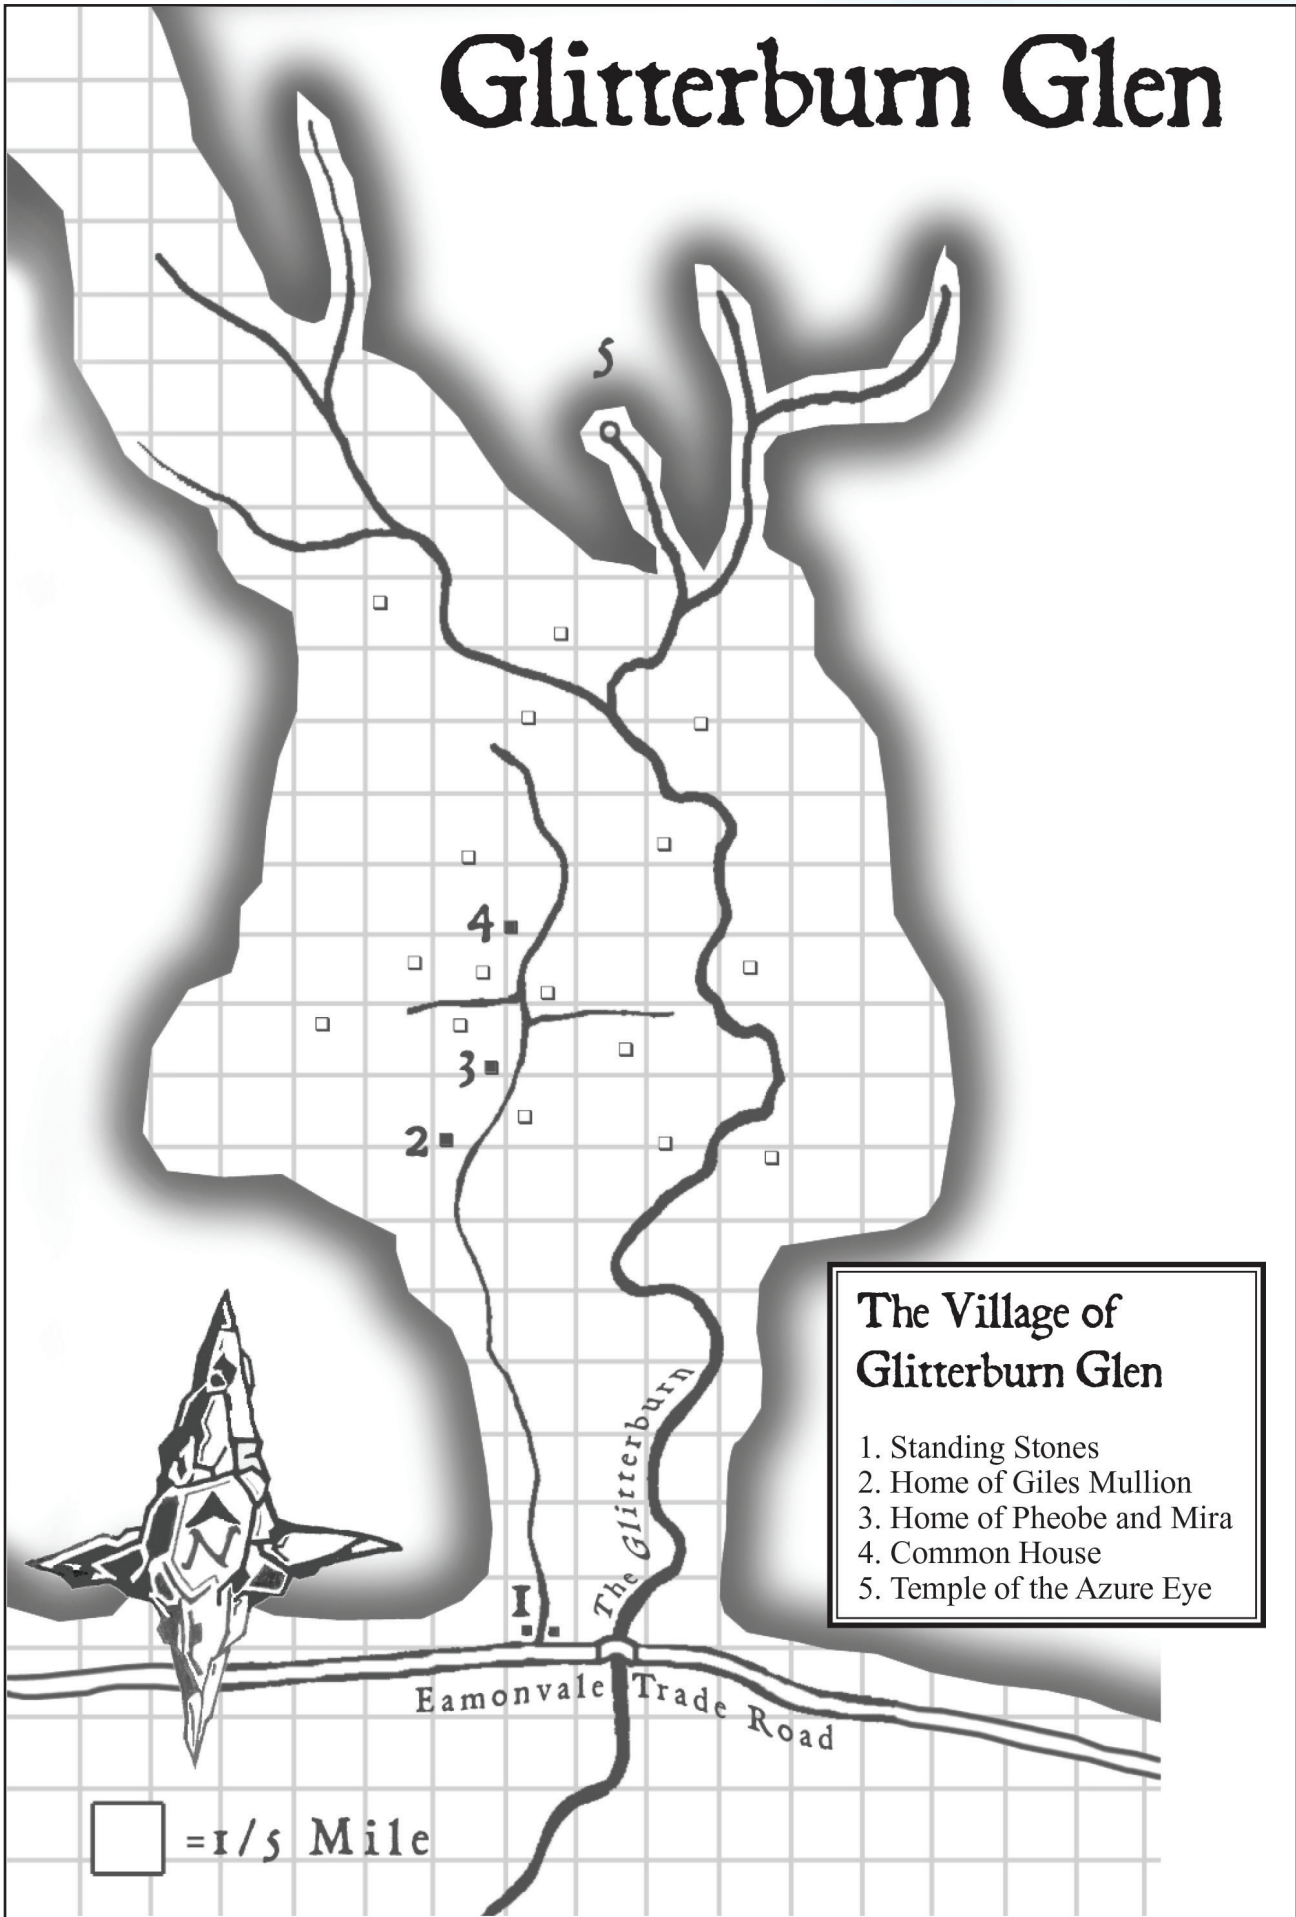 Glitterburn Glen
5
4
3
2
The Glitterburn
1
Eamonvale Trade Road
N
=1/5 Mile
The Village of
Glitterburn Glen
1. Standing Stones
2. Home of Giles Mullion
3. Home of Pheobe and Mira
4. Common House
5. Temple of the Azure Eye